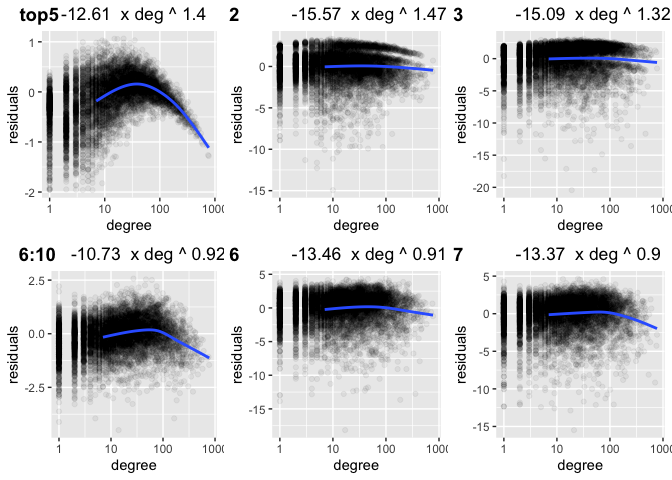 top5 -12.61 x deg ^ 1.4
2 -15.57 x deg ^ 1.47
3 -15.09 x deg ^ 1.32
residuals
1
0
-1
-2
1 10 100 1000
degree
residuals
0
-5
-10
-15
1 10 100 1000
degree
residuals
0
-5
-10
-15
-20
1 10 100 1000
degree
6:10 -10.73 x deg ^ 0.92
6 -13.46 x deg ^ 0.91
7 -13.37 x deg ^ 0.9
residuals
2.5
0.0
-2.5
1 10 100 1000
degree
residuals
5
0
-5
-10
-15
1 10 100 1000
degree
residuals
5
0
-5
-10
-15
1 10 100 1000
degree